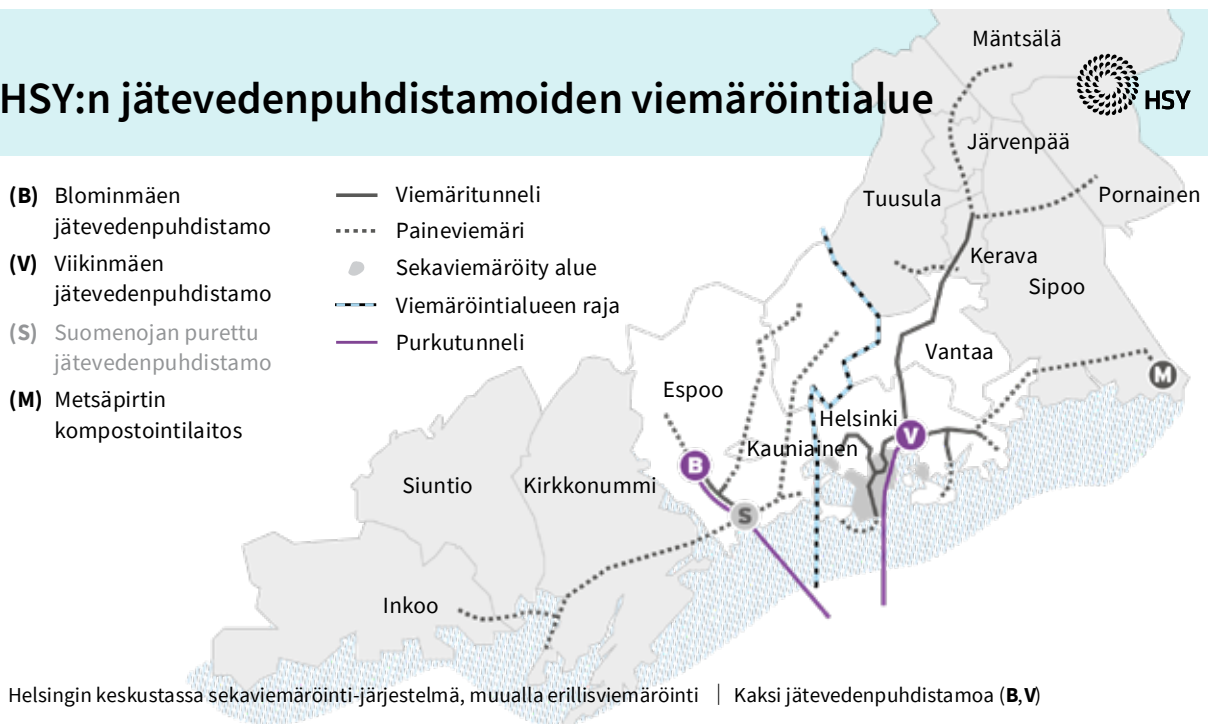 HSY:n jätevedenpuhdistamoiden viemäröintialue
HSY
(B) Blominmäen
jätevedenpuhdistamo
(V) Viikinmäen
jätevedenpuhdistamo
(S) Suomenojan purettu
jätevedenpuhdistamo
(M) Metsäpirtin
kompostointilaitos
Viemäritunneli
Paineviemäri
Sekaviemäröity alue
Viemäröintialueen raja
Purkutunneli
Mäntsälä
Järvenpää
Tuusula
Pornainen
Kerava
Sipoo
Vantaa
M
Espoo
Helsinki
V
Kauniainen
B
Siuntio
Kirkkonummi
S
Inkoo
Helsingin keskustassa sekaviemäröinti-järjestelmä, muualla erillisviemäröinti | Kaksi jätevedenpuhdistamoa (B,V)